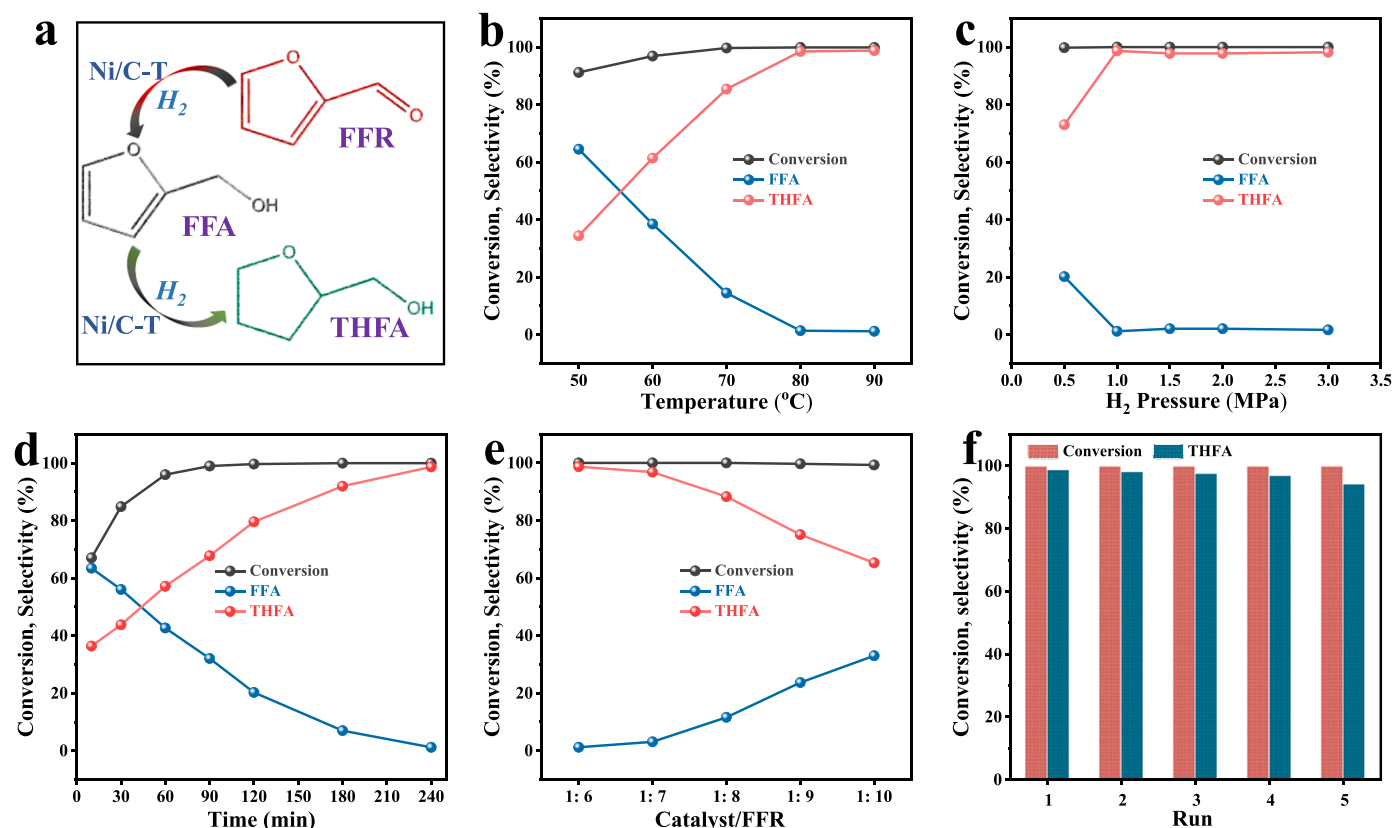 a
Ni/C-T
H₂
O
O
FFR
O
OH
FFA
H₂
Ni/C-T
O
OH
THFA
b
Conversion, Selectivity (%)
100
80
60
40
20
0
Conversion
FFA
THFA
50 60 70 80 90
Temperature (°C)
c
Conversion, Selectivity (%)
100
80
60
40
20
0
Conversion
FFA
THFA
0.0 0.5 1.0 1.5 2.0 2.5 3.0 3.5
H₂ Pressure (MPa)
d
Conversion, Selectivity (%)
100
80
60
40
20
0
Conversion
FFA
THFA
0 30 60 90 120 150 180 210 240
Time (min)
e
Conversion, Selectivity (%)
100
80
60
40
20
0
Conversion
FFA
THFA
1: 6 1: 7 1: 8 1: 9 1: 10
Catalyst/FFR
f
Conversion, selectivity (%)
Conversion THFA
100
80
60
40
20
0
1 2 3 4 5
Run